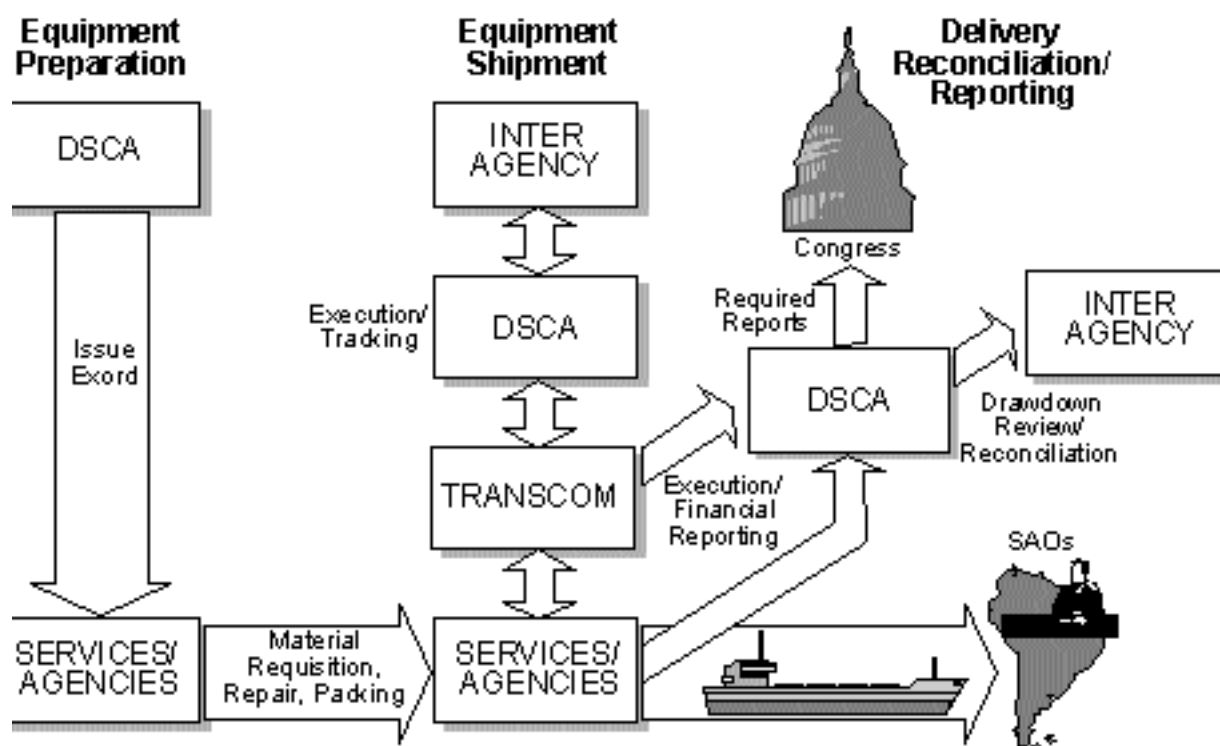 Equipment
Preparation
Equipment
Shipment
Delivery
Reconciliation/
Reporting
DSCA
Issue
Exord
SERVICES/
AGENCIES
Material
Requisition,
Repair, Packing
INTER
AGENCY
Execution/
Tracking
DSCA
TRANSCOM
SERVICES/
AGENCIES
Execution/
Financial
Reporting
Congress
Required
Reports
DSCA
INTER
AGENCY
Drawdown
Review/
Reconciliation
SAOs